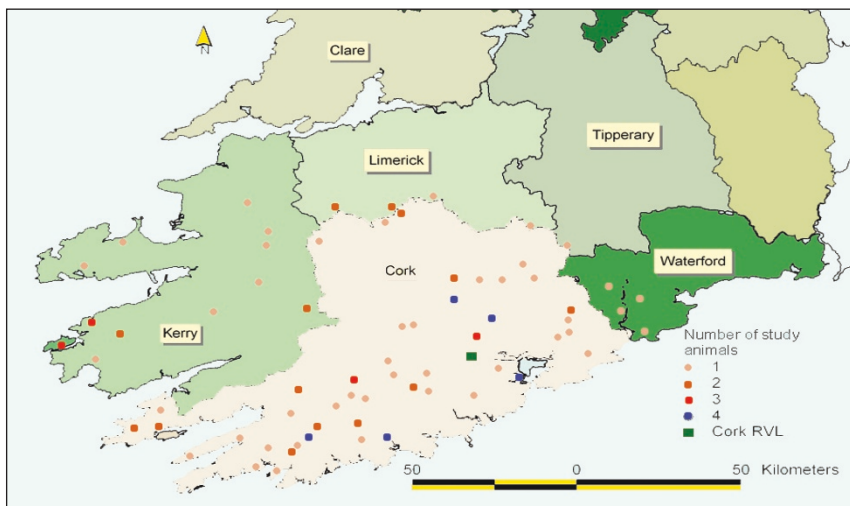 Clare
Limerick
Tipperary
Cork
Waterford
Kerry
Number of study
animals
1
2
3
4
Cork RVL
50
0
50
Kilometers